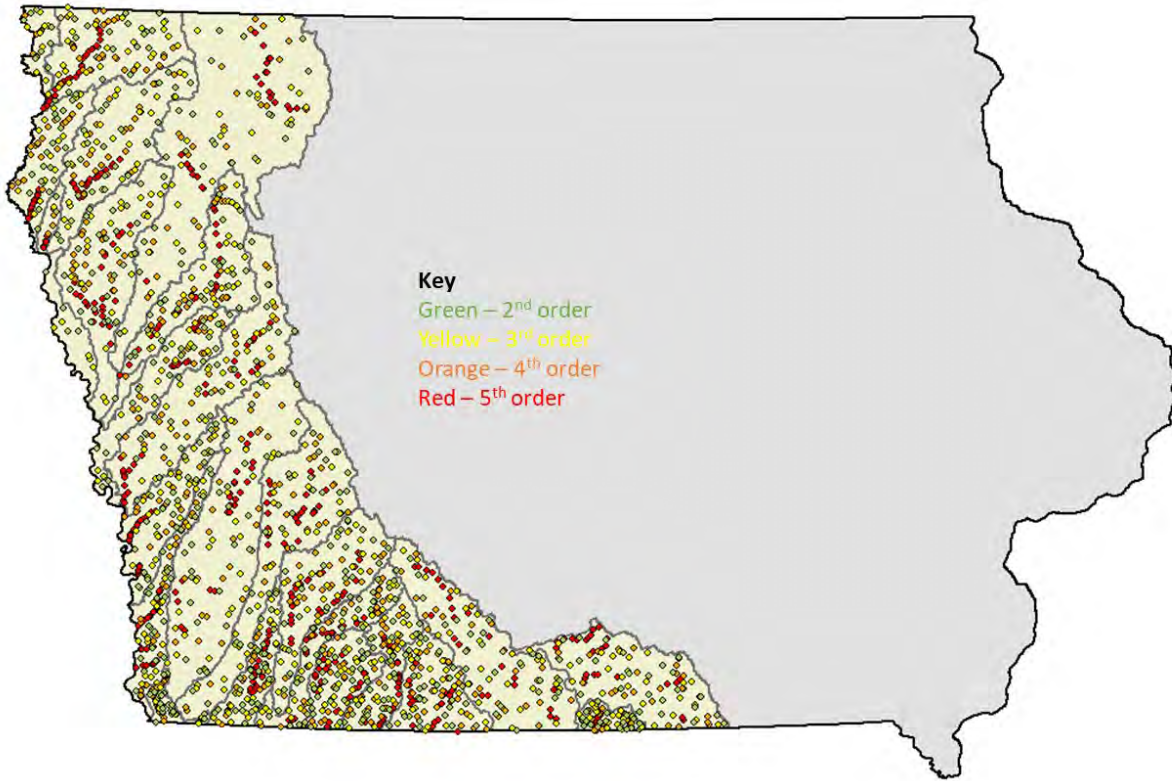 Key
Green – 2nd order
Yellow – 3rd order
Orange – 4th order
Red – 5th order